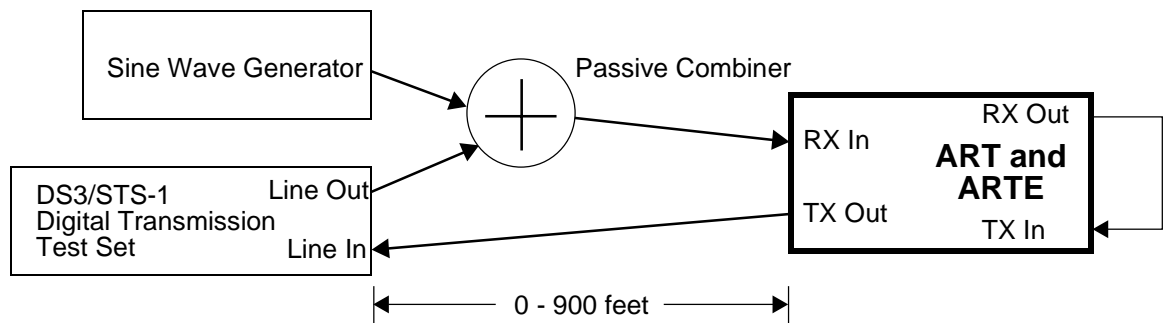 Sine Wave Generator
Passive Combiner
DS3/STS-1
Digital Transmission
Test Set
Line Out
Line In
RX In
TX Out
RX Out
ART and
ARTE
TX In
0 - 900 feet